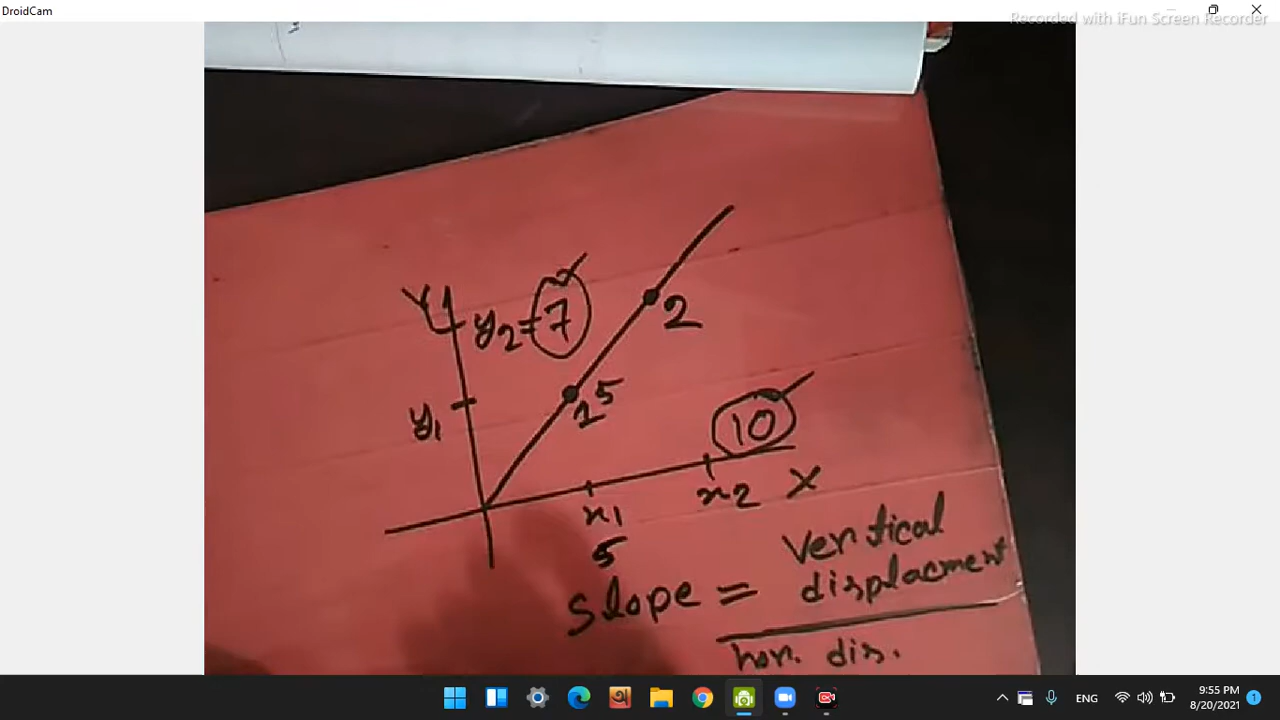 DroidCam
Recorded with iFun Screen Recorder
Y
y2=7
2
5
1
y1
10
x1
x2
X
5
slope = vertical
displacment
hor. dis.
ENG
9:55 PM
8/20/2021
1